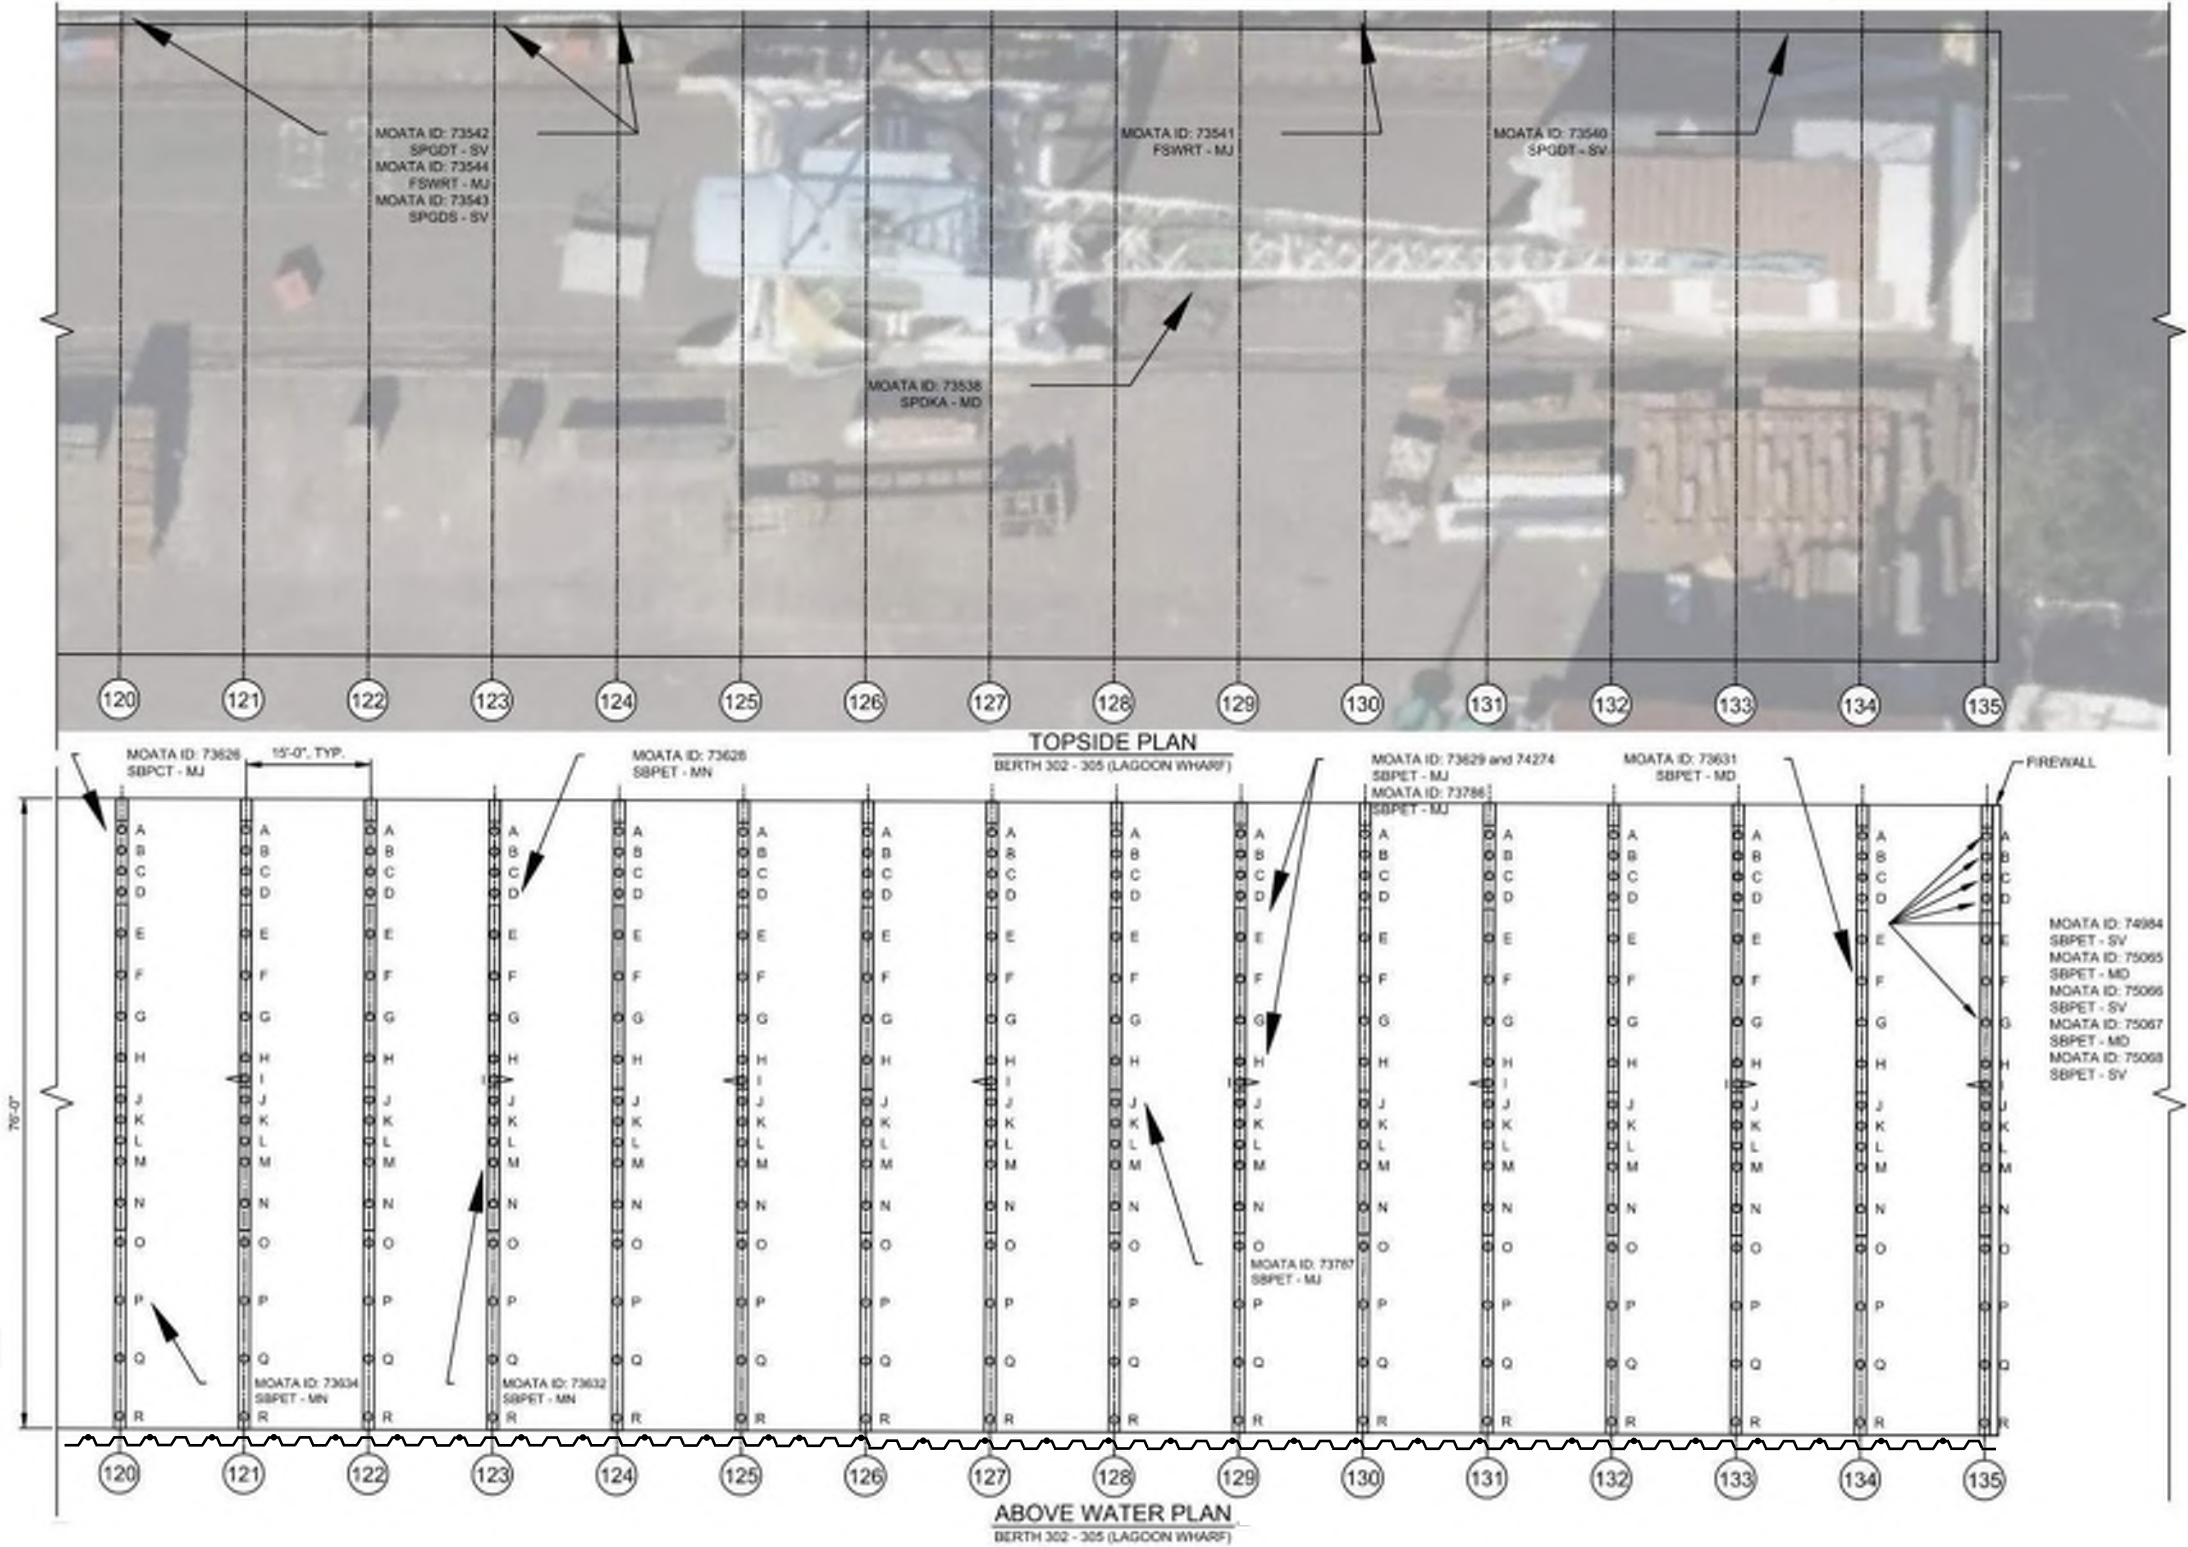 MOATA ID: 73542
SPGDT - SV
MOATA ID: 73544
FSWRT - MJ
MOATA ID: 73543
SPGDS - SV
MOATA ID: 73541
FSWRT - MJ
MOATA ID: 73540
SPGDT - SV
MOATA ID: 73538
SPDKA - MD
120 121 122 123 124 125 126 127 128 129 130 131 132 133 134 135
TOPSIDE PLAN
BERTH 302 - 305 (LAGOON WHARF)
MOATA ID: 73626
SBPCT - MJ
15'-0", TYP.
MOATA ID: 73628
SBPET - MN
MOATA ID: 73629 and 74274
SBPET - MJ
MOATA ID: 73786
SBPET - MJ
MOATA ID: 73631
SBPET - MD
FIREWALL
76'-0"
A A A A A A A A A A A A A A A A
B B B B B B B B B B B B B B B B
C C C C C C C C C C C C C C C C
D D D D D D D D D D D D D D D D
E E E E E E E E E E E E E E E E
F F F F F F F F F F F F F F F F
G G G G G G G G G G G G G G G G
H H H H H H H H H H H H H H H H
I I I I I I I I
J J J J J J J J J J J J J J J J
K K K K K K K K K K K K K K K K
L L L L L L L L L L L L L L L L
M M M M M M M M M M M M M M M M
N N N N N N N N N N N N N N N N
O O O O O O O O O O O O O O O O
P P P P P P P P P P P P P P P P
Q Q Q Q Q Q Q Q Q Q Q Q Q Q Q Q
R R R R R R R R R R R R R R R R
MOATA ID: 74984
SBPET - SV
MOATA ID: 75065
SBPET - MD
MOATA ID: 75066
SBPET - SV
MOATA ID: 75067
SBPET - MD
MOATA ID: 75068
SBPET - SV
MOATA ID: 73787
SBPET - MJ
MOATA ID: 73634
SBPET - MN
MOATA ID: 73632
SBPET - MN
120 121 122 123 124 125 126 127 128 129 130 131 132 133 134 135
ABOVE WATER PLAN
BERTH 302 - 305 (LAGOON WHARF)